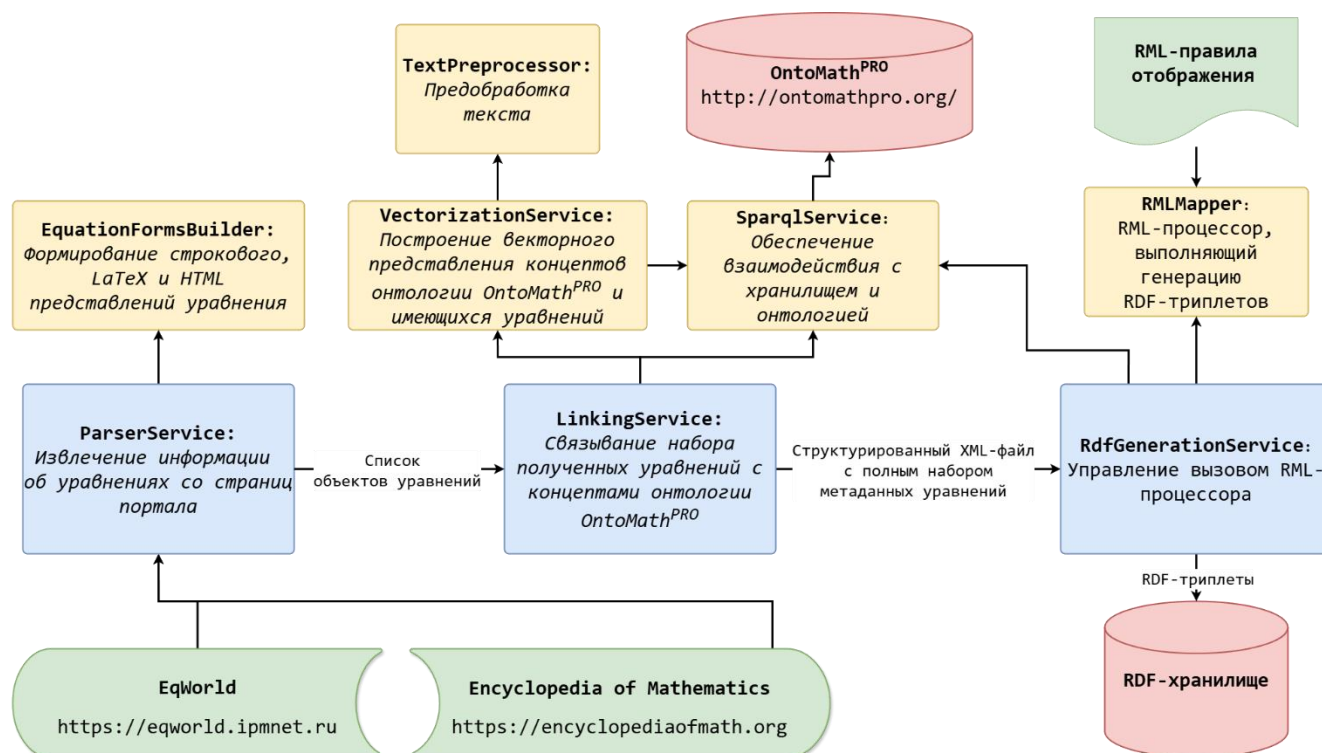 TextPreprocessor:
Предобработка
текста
OntoMathPRO
http://ontomathpro.org/
RML-правила
отображения
EquationFormsBuilder:
Формирование строкового,
LaTeX и HTML
представлений уравнения
VectorizationService:
Построение векторного
представления концептов
онтологии OntoMathPRO и
имеющихся уравнений
SparqlService:
Обеспечение
взаимодействия с
хранилищем и
онтологией
RMLMapper:
RML-процессор,
выполняющий
генерацию
RDF-триплетов
ParserService:
Извлечение информации
об уравнениях со страниц
портала
Список
объектов уравнений
LinkingService:
Связывание набора
полученных уравнений с
концептами онтологии
OntoMathPRO
Структурированный XML-файл
с полным набором
метаданных уравнений
RdfGenerationService:
Управление вызовом RML-
процессора
RDF-триплеты
EqWorld
https://eqworld.ipmnet.ru
Encyclopedia of Mathematics
https://encyclopediaofmath.org
RDF-хранилище